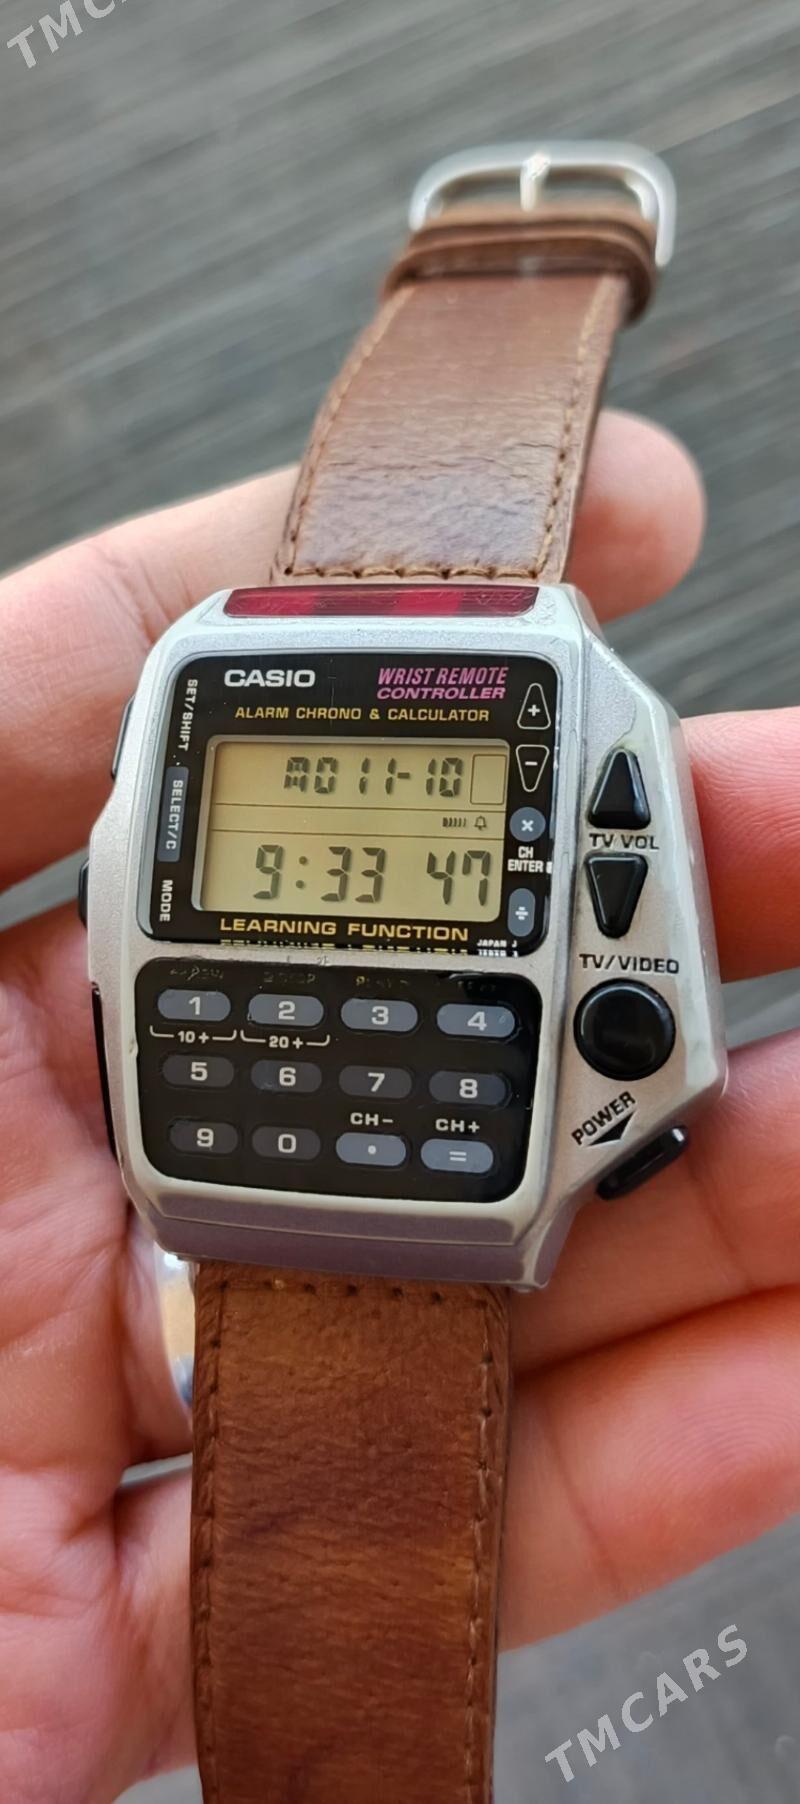 CASIO
WRIST REMOTE
CONTROLLER
ALARM CHRONO & CALCULATOR
+
-
SET/SHIFT
SELECT/C
MODE
MO 11-10
9:33 47
×
CH
ENTER
÷
LEARNING FUNCTION
JAPAN J
TV VOL
TV/VIDEO
POWER
1 2 3 4
10+ 20+
5 6 7 8
CH- CH+
9 0 . =
TMCARS